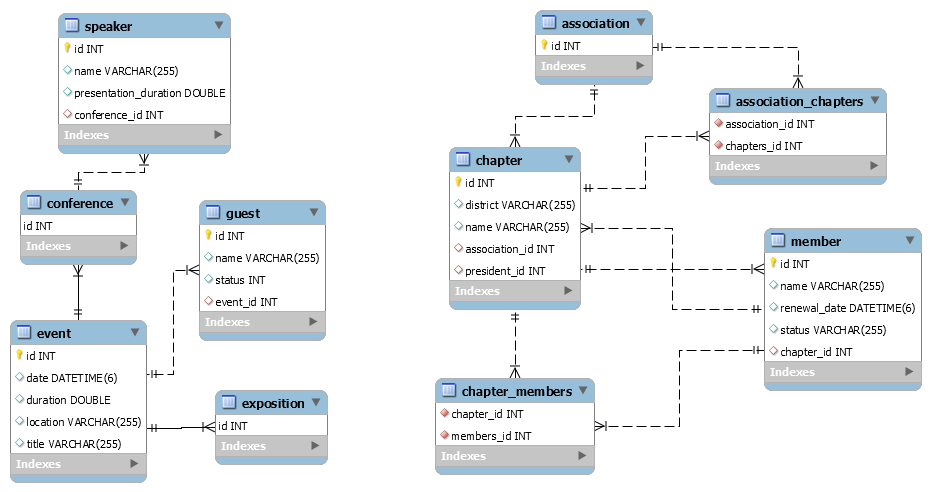 speaker
id INT
name VARCHAR(255)
presentation_duration DOUBLE
conference_id INT
Indexes
conference
id INT
Indexes
guest
id INT
name VARCHAR(255)
status INT
event_id INT
Indexes
event
id INT
date DATETIME(6)
duration DOUBLE
location VARCHAR(255)
title VARCHAR(255)
Indexes
exposition
id INT
Indexes
association
id INT
Indexes
association_chapters
association_id INT
chapters_id INT
Indexes
chapter
id INT
district VARCHAR(255)
name VARCHAR(255)
association_id INT
president_id INT
Indexes
member
id INT
name VARCHAR(255)
renewal_date DATETIME(6)
status VARCHAR(255)
chapter_id INT
Indexes
chapter_members
chapter_id INT
members_id INT
Indexes